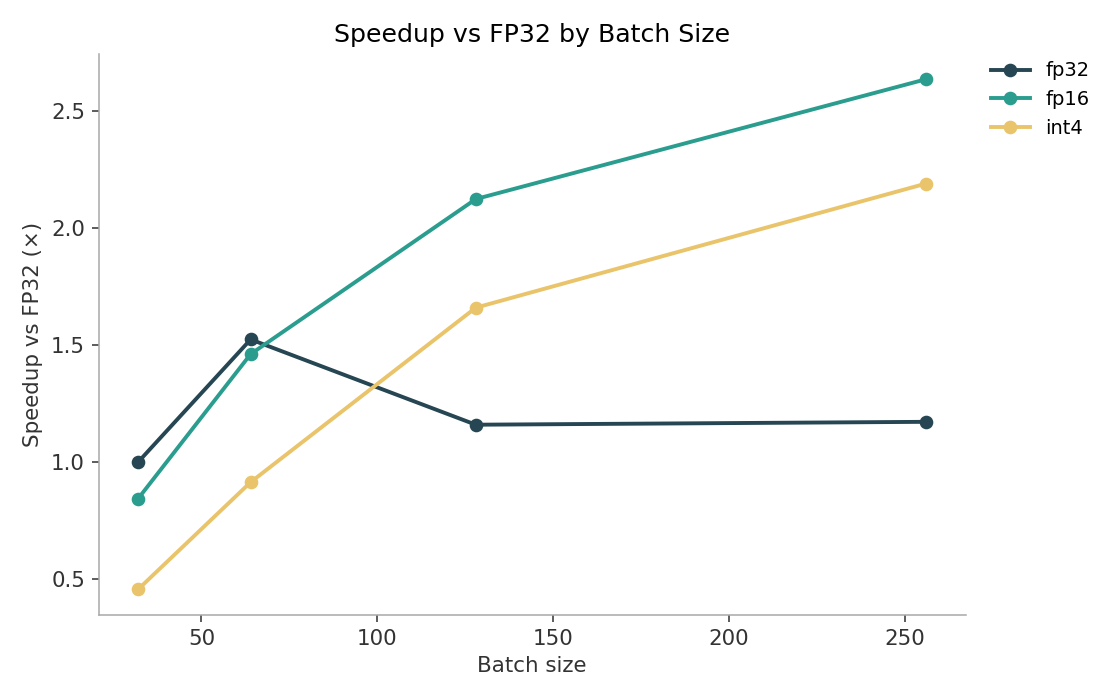 Speedup vs FP32 by Batch Size
fp32
fp16
int4
Speedup vs FP32 (×)
2.5
2.0
1.5
1.0
0.5
50 100 150 200 250
Batch size